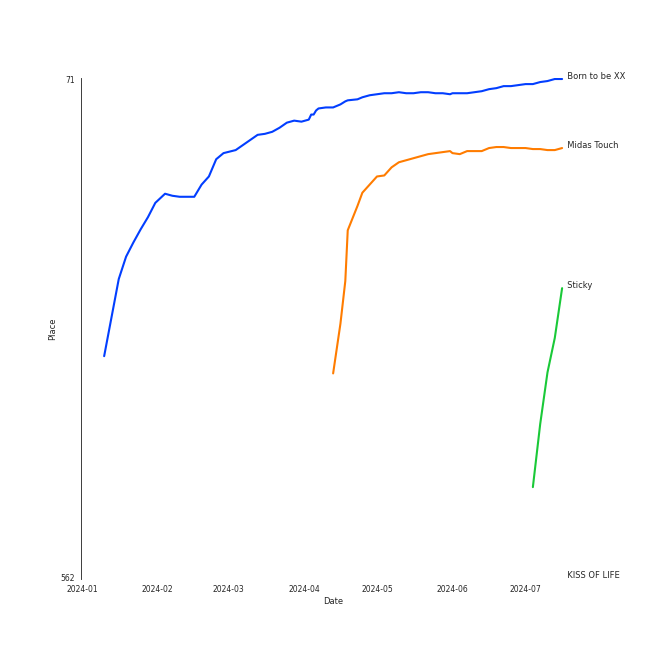 71
Born to be XX
Midas Touch
Sticky
Place
562
KISS OF LIFE
2024-01
2024-02
2024-03
2024-04
2024-05
2024-06
2024-07
Date